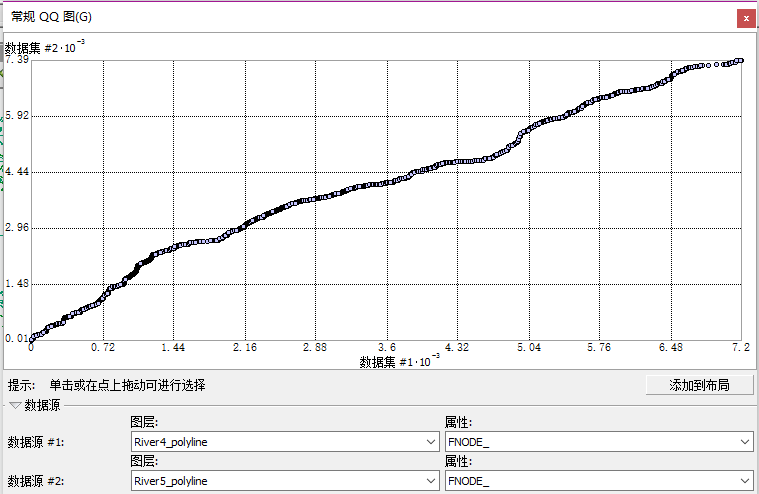 常规 QQ 图(G)
数据集 #2·10⁻³
7.39
5.92
4.44
2.96
1.48
0.01
0 0.72 1.44 2.16 2.88 3.6 4.32 5.04 5.76 6.48 7.2
数据集 #1·10⁻³
提示: 单击或在点上拖动可进行选择 添加到布局
数据源
图层: 属性:
数据源 #1: River4_polyline FNODE_
图层: 属性:
数据源 #2: River5_polyline FNODE_